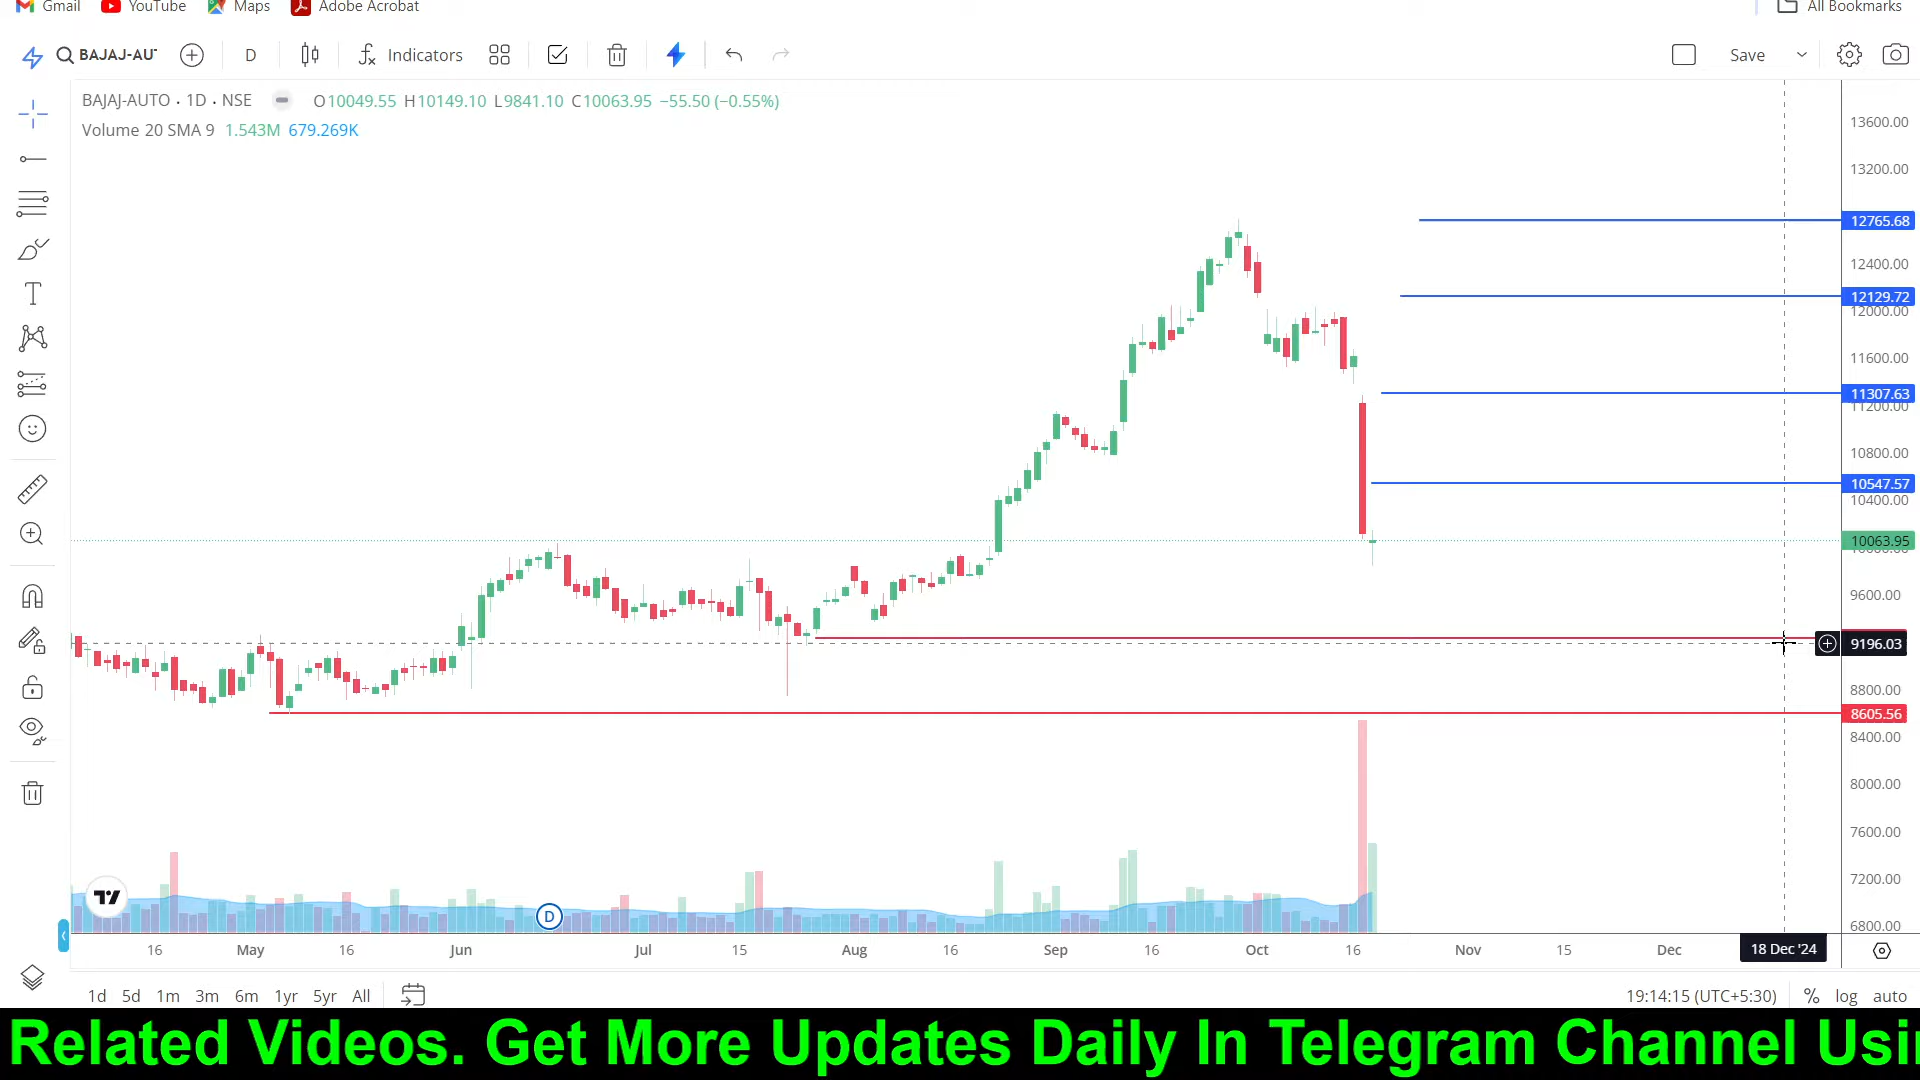 Gmail YouTube Maps Adobe Acrobat All Bookmarks
BAJAJ-AUT D Indicators Save
BAJAJ-AUTO · 1D · NSE O10049.55 H10149.10 L9841.10 C10063.95 −55.50 (−0.55%)
Volume 20 SMA 9 1.543M 679.269K
13600.00
13200.00
12765.68
12400.00
12129.72
12000.00
11600.00
11307.63
11200.00
10800.00
10547.57
10400.00
10063.95
10000.00
9600.00
9196.03
8800.00
8605.56
8400.00
8000.00
7600.00
7200.00
6800.00
D
16 May 16 Jun Jul 15 Aug 16 Sep 16 Oct 16 Nov 15 Dec 18 Dec '24
1d 5d 1m 3m 6m 1yr 5yr All 19:14:15 (UTC+5:30) % log auto
Related Videos. Get More Updates Daily In Telegram Channel Usi